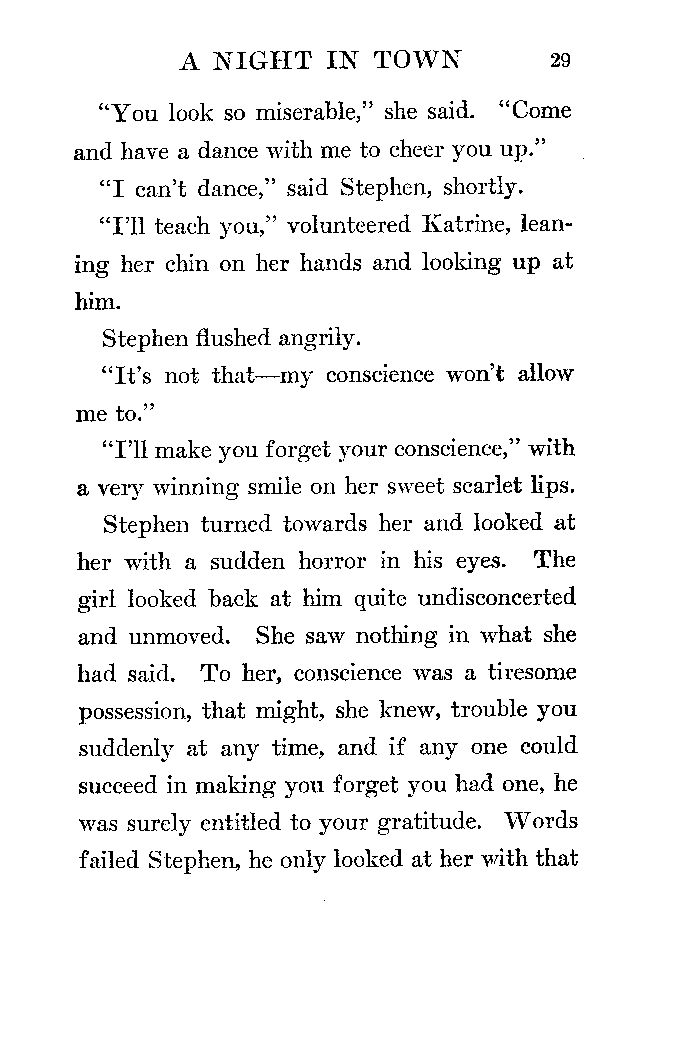 A NIGHT IN TOWN 29
“You look so miserable,” she said. “Come
and have a dance with me to cheer you up.”
“I can’t dance,” said Stephen, shortly.
“I’ll teach you,” volunteered Katrine, lean-
ing her chin on her hands and looking up at
him.
Stephen flushed angrily.
“It’s not that—my conscience won’t allow
me to.”
“I’ll make you forget your conscience,” with
a very winning smile on her sweet scarlet lips.
Stephen turned towards her and looked at
her with a sudden horror in his eyes. The
girl looked back at him quite undisconcerted
and unmoved. She saw nothing in what she
had said. To her, conscience was a tiresome
possession, that might, she knew, trouble you
suddenly at any time, and if any one could
succeed in making you forget you had one, he
was surely entitled to your gratitude. Words
failed Stephen, he only looked at her with that